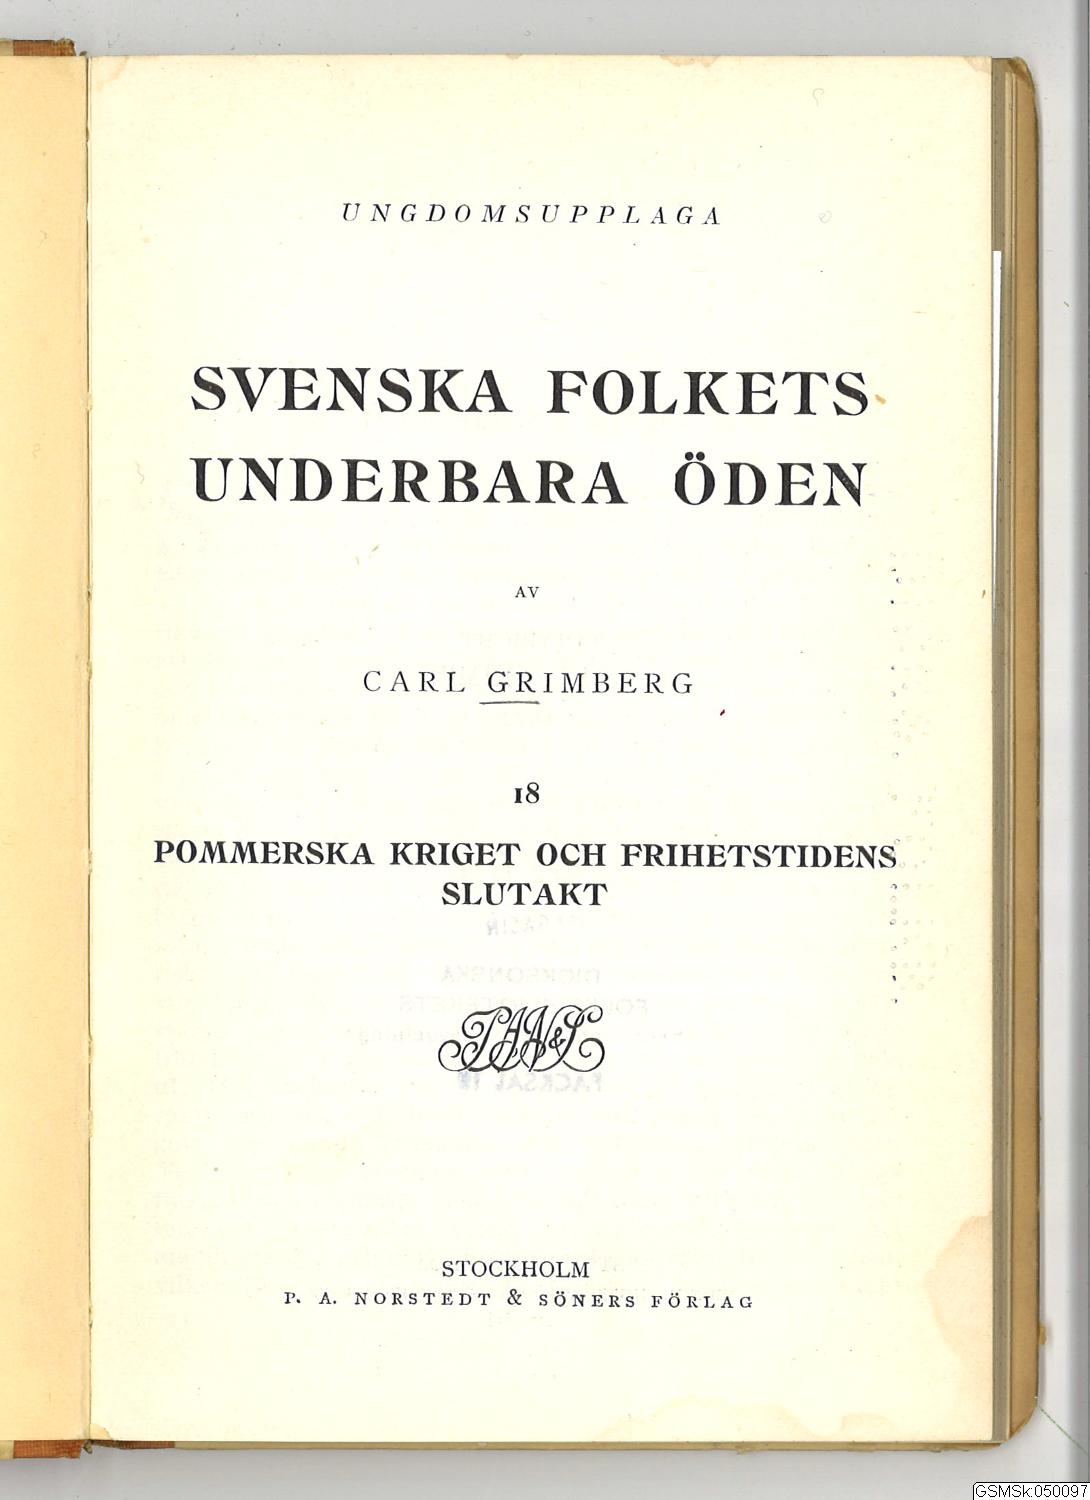 UNGDOMSUPPLAGA
SVENSKA FOLKETS
UNDERBARA ÖDEN
AV
CARL GRIMBERG
18
POMMERSKA KRIGET OCH FRIHETSTIDENS
SLUTAKT
P.A.N.&S.
STOCKHOLM
P. A. NORSTEDT & SÖNERS FÖRLAG
GSMSk:050097